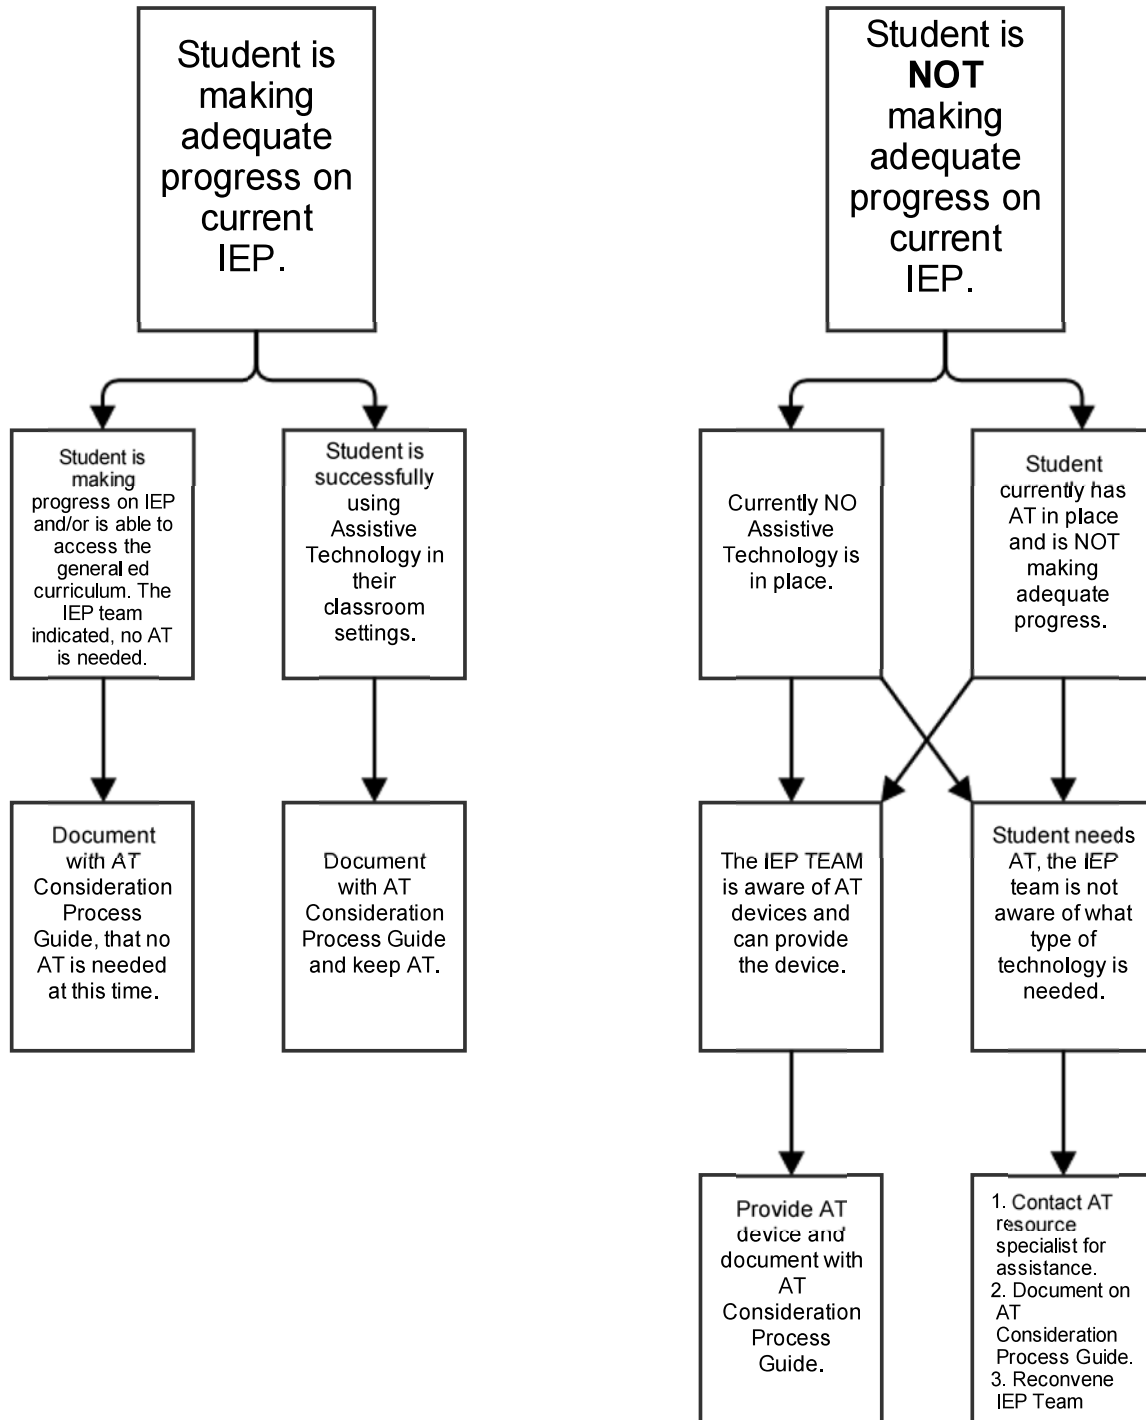 Student is
making
adequate
progress on
current
IEP.
Student is
NOT
making
adequate
progress on
current
IEP.
Student is
making
progress on IEP
and/or is able to
access the
general ed
curriculum. The
IEP team
indicated, no AT
is needed.
Student is
successfully
using
Assistive
Technology in
their
classroom
settings.
Currently NO
Assistive
Technology is
in place.
Student
currently has
AT in place
and is NOT
making
adequate
progress.
Document
with AT
Consideration
Process
Guide, that no
AT is needed
at this time.
Document
with AT
Consideration
Process Guide
and keep AT.
The IEP TEAM
is aware of AT
devices and
can provide
the device.
Student needs
AT, the IEP
team is not
aware of what
type of
technology is
needed.
Provide AT
device and
document with
AT
Consideration
Process
Guide.
1. Contact AT
resource
specialist for
assistance.
2. Document on
AT
Consideration
Process Guide.
3. Reconvene
IEP Team